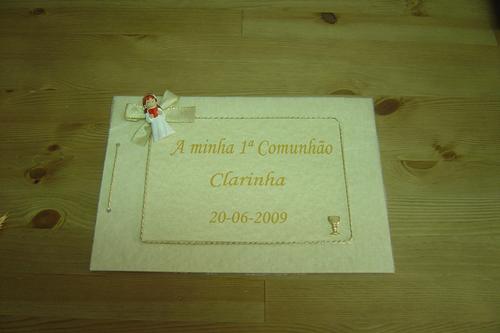 A minha 1ª Comunhão
Clarinha
20-06-2009